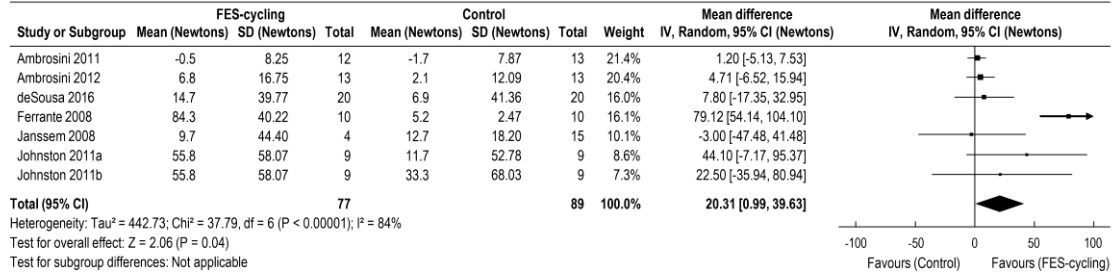 FES-cycling Control Mean difference Mean difference
Study or Subgroup Mean (Newtons) SD (Newtons) Total Mean (Newtons) SD (Newtons) Total Weight IV, Random, 95% CI (Newtons) IV, Random, 95% CI (Newtons)
Ambrosini 2011 -0.5 8.25 12 -1.7 7.87 13 21.4% 1.20 [-5.13, 7.53]
Ambrosini 2012 6.8 16.75 13 2.1 12.09 13 20.4% 4.71 [-6.52, 15.94]
deSousa 2016 14.7 39.77 20 6.9 41.36 20 16.0% 7.80 [-17.35, 32.95]
Ferrante 2008 84.3 40.22 10 5.2 2.47 10 16.1% 79.12 [54.14, 104.10]
Janssem 2008 9.7 44.40 4 12.7 18.20 15 10.1% -3.00 [-47.48, 41.48]
Johnston 2011a 55.8 58.07 9 11.7 52.78 9 8.6% 44.10 [-7.17, 95.37]
Johnston 2011b 55.8 58.07 9 33.3 68.03 9 7.3% 22.50 [-35.94, 80.94]
Total (95% CI) 77 89 100.0% 20.31 [0.99, 39.63]
Heterogeneity: Tau² = 442.73; Chi² = 37.79, df = 6 (P < 0.00001); I² = 84%
Test for overall effect: Z = 2.06 (P = 0.04)
Test for subgroup differences: Not applicable
-100 -50 0 50 100
Favours (Control) Favours (FES-cycling)